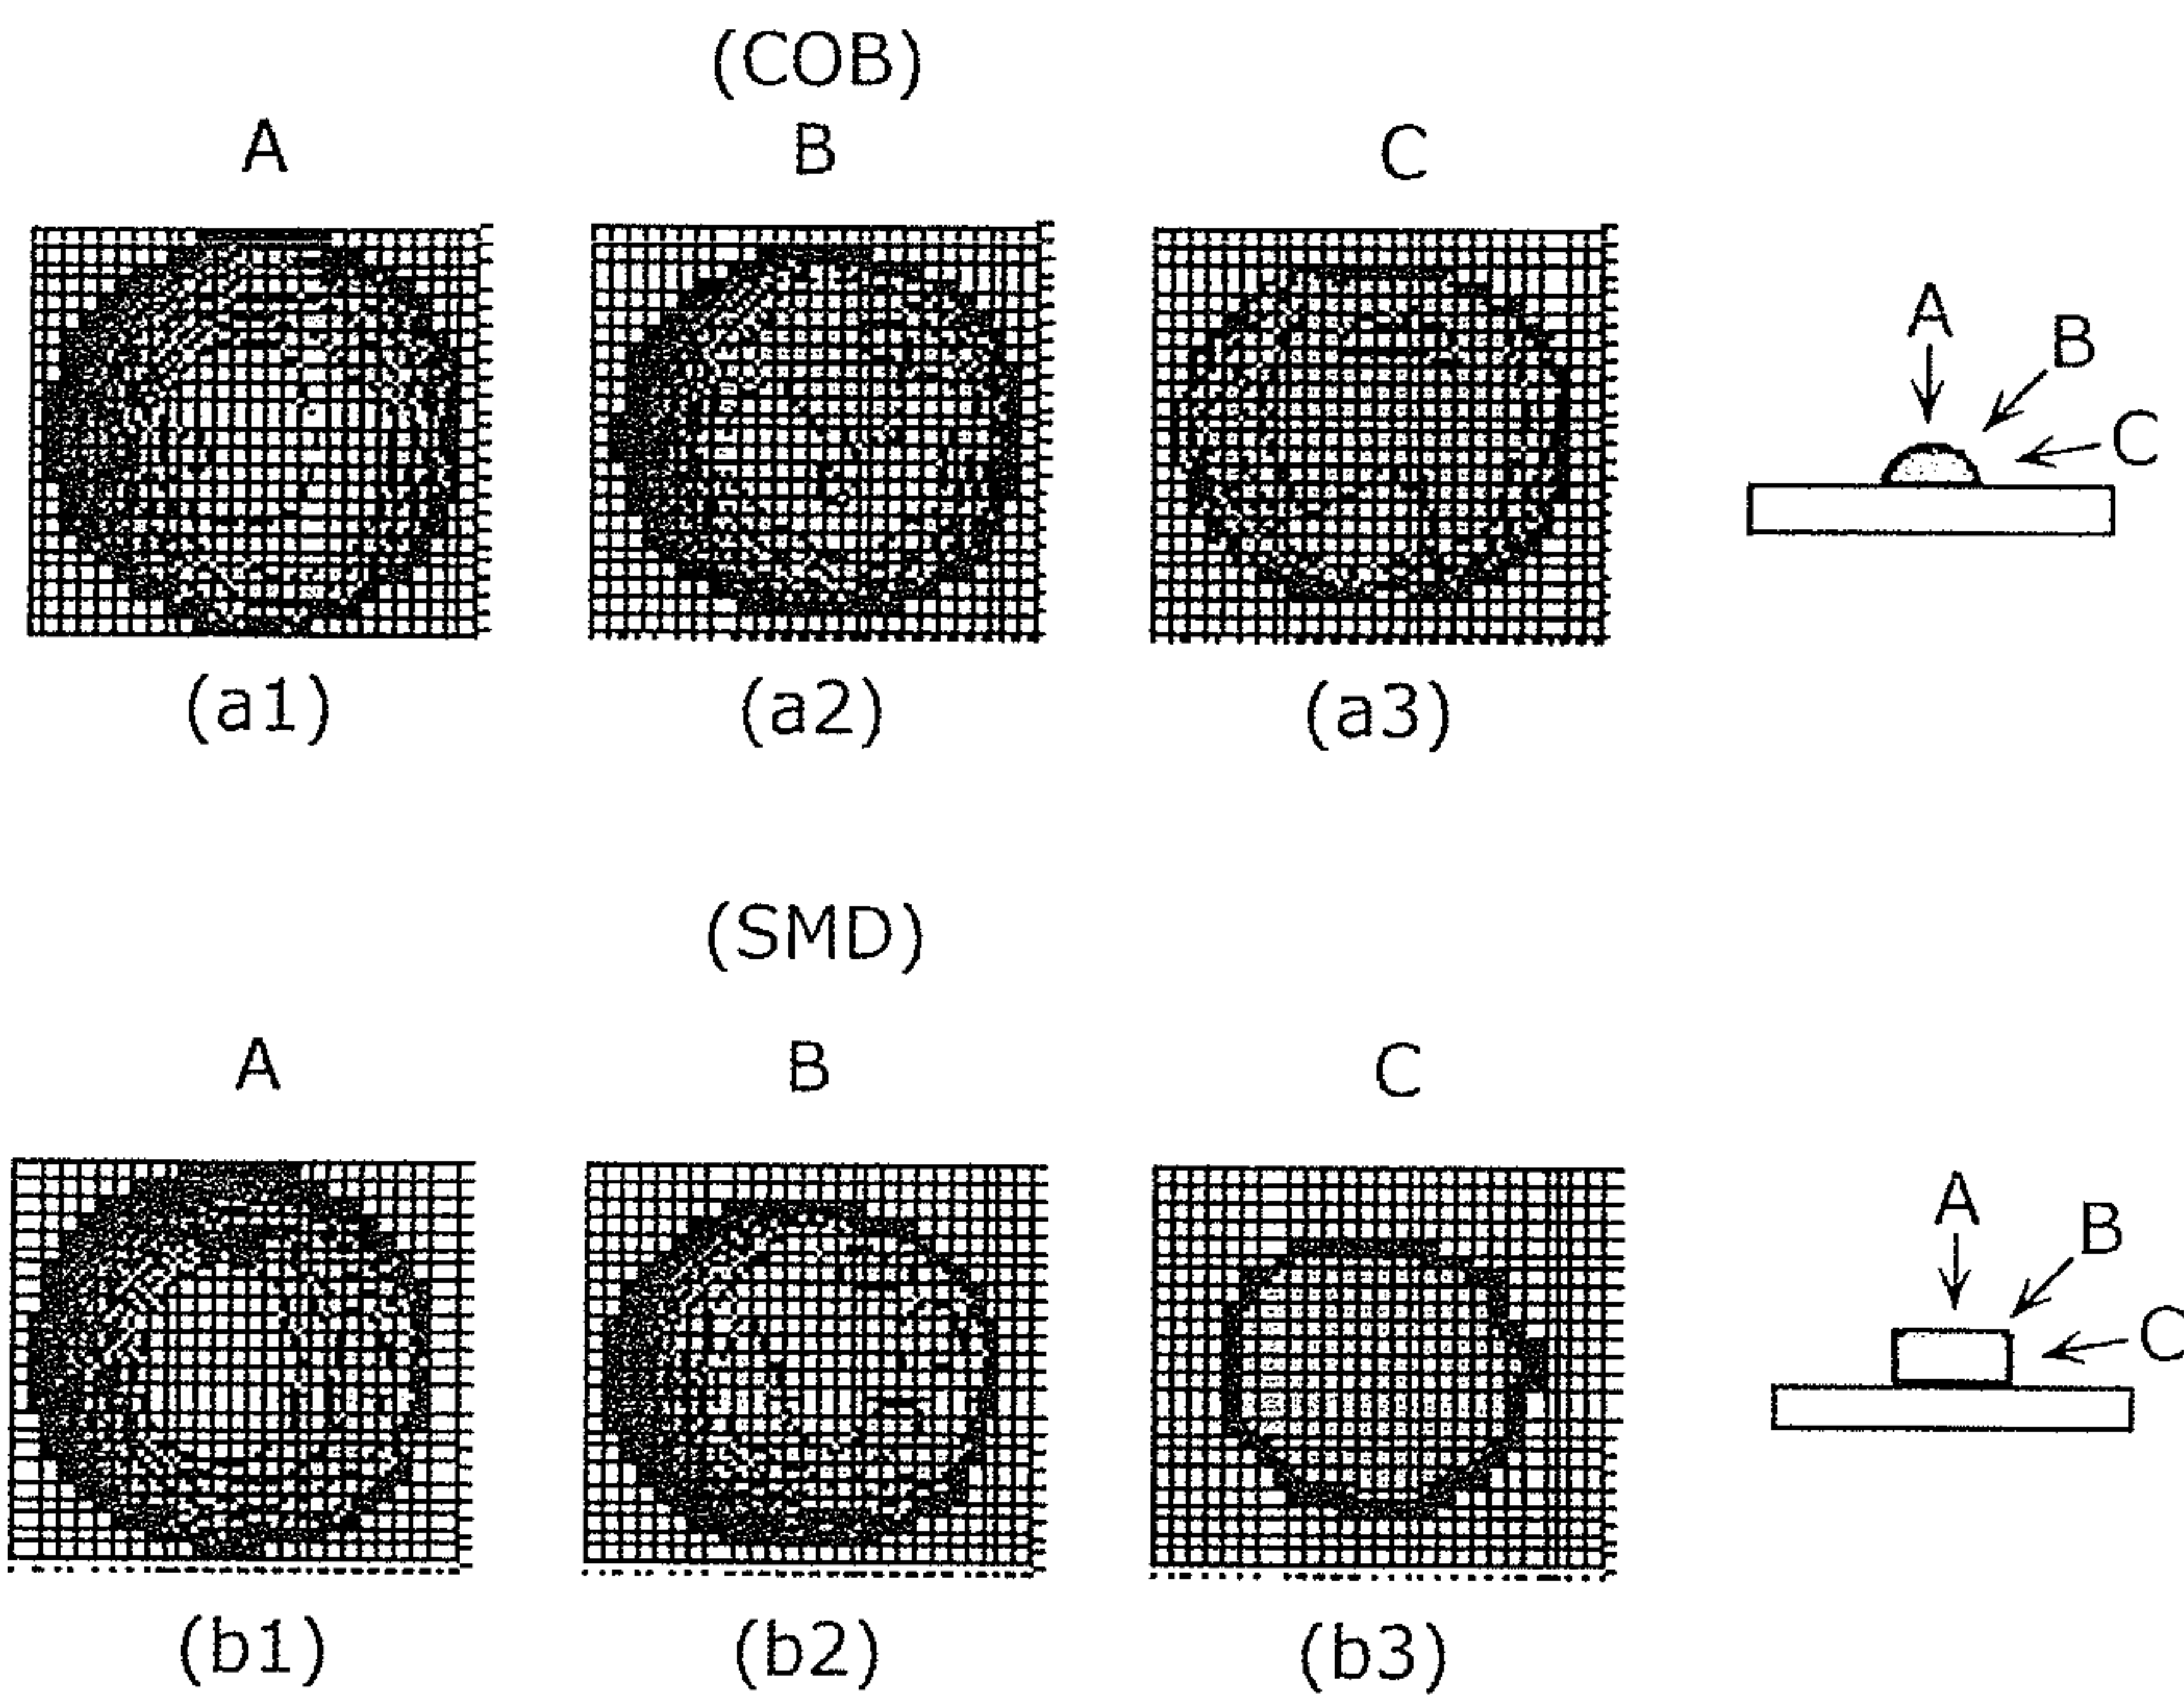 (COB)
A B C
A
B
C
(a1) (a2) (a3)
(SMD)
A B C
A
B
C
(b1) (b2) (b3)